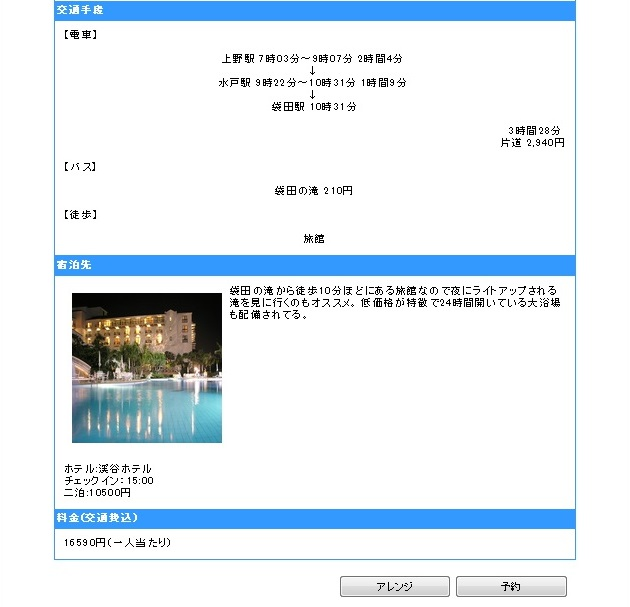 交通手段
【電車】
上野駅 7時03分～9時07分 2時間4分
↓
水戸駅 9時22分～10時31分 1時間9分
↓
袋田駅 10時31分
3時間28分
片道 2,940円
【バス】
袋田の滝 210円
【徒歩】
旅館
宿泊先
袋田の滝から徒歩10分ほどにある旅館なので夜にライトアップされる
滝を見に行くのもオススメ。低価格が特徴で24時間開いている大浴場
も配備されてる。
ホテル:渓谷ホテル
チェックイン：15:00
二泊:10500円
料金(交通費込)
16590円(一人当たり)
アレンジ
予約